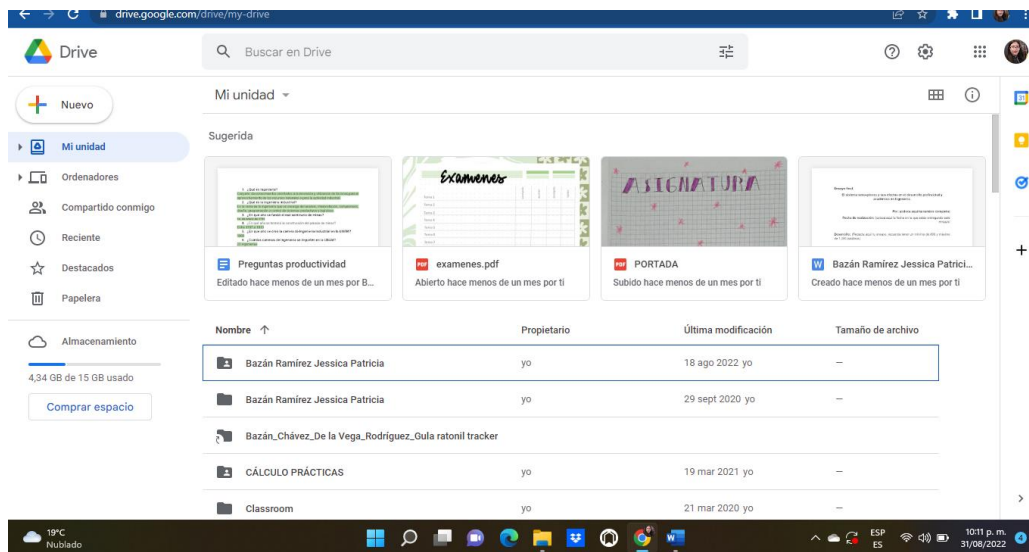 drive.google.com/drive/my-drive
Drive
Buscar en Drive
Nuevo
Mi unidad
Ordenadores
Compartido conmigo
Reciente
Destacados
Papelera
Almacenamiento
4,34 GB de 15 GB usado
Comprar espacio
Mi unidad
Sugerida
Exámenes
ASIGNATURA
Preguntas productividad
Editado hace menos de un mes por B...
PDF examenes.pdf
Abierto hace menos de un mes por ti
PDF PORTADA
Subido hace menos de un mes por ti
W Bazán Ramírez Jessica Patrici...
Creado hace menos de un mes por ti
Nombre Propietario Última modificación Tamaño de archivo
Bazán Ramírez Jessica Patricia yo 18 ago 2022 yo —
Bazán Ramírez Jessica Patricia yo 29 sept 2020 yo —
Bazán_Chávez_De la Vega_Rodríguez_Gula ratonil tracker
CÁLCULO PRÁCTICAS yo 19 mar 2021 yo —
Classroom yo 21 mar 2020 yo —
19°C
Nublado
ESP
ES
10:11 p. m.
31/08/2022
4